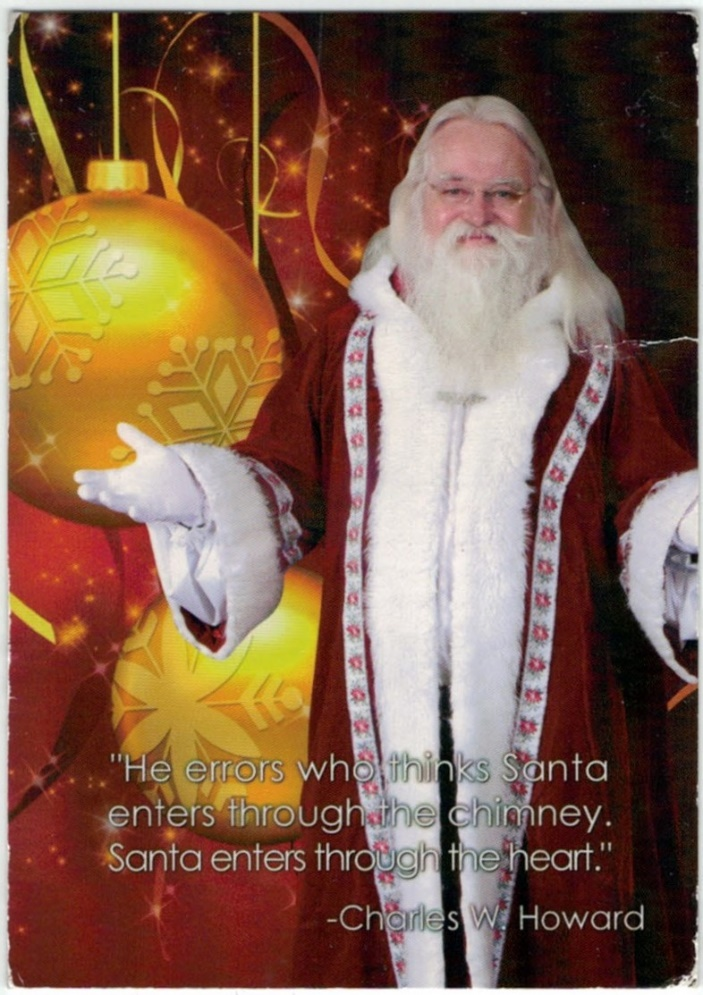 "He errors who thinks Santa
enters through the chimney.
Santa enters through the heart."
-Charles W. Howard